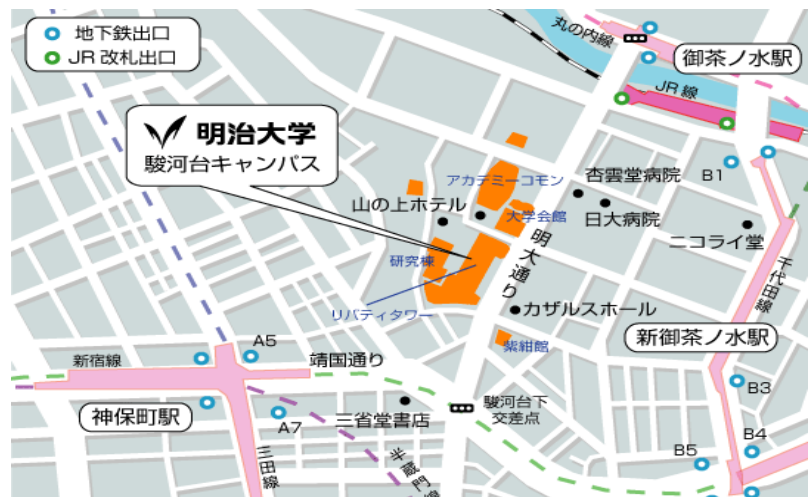 地下鉄出口
JR改札出口
丸の内線
御茶ノ水駅
JR線
明治大学
駿河台キャンパス
アカデミーコモン
杏雲堂病院
B1
山の上ホテル
大学会館
日大病院
ニコライ堂
明大通り
研究棟
千代田線
リバティタワー
カザルスホール
新御茶ノ水駅
紫紺館
A5
靖国通り
新宿線
神保町駅
A7
三省堂書店
駿河台下
交差点
B3
三田線
半蔵門線
B5
B4